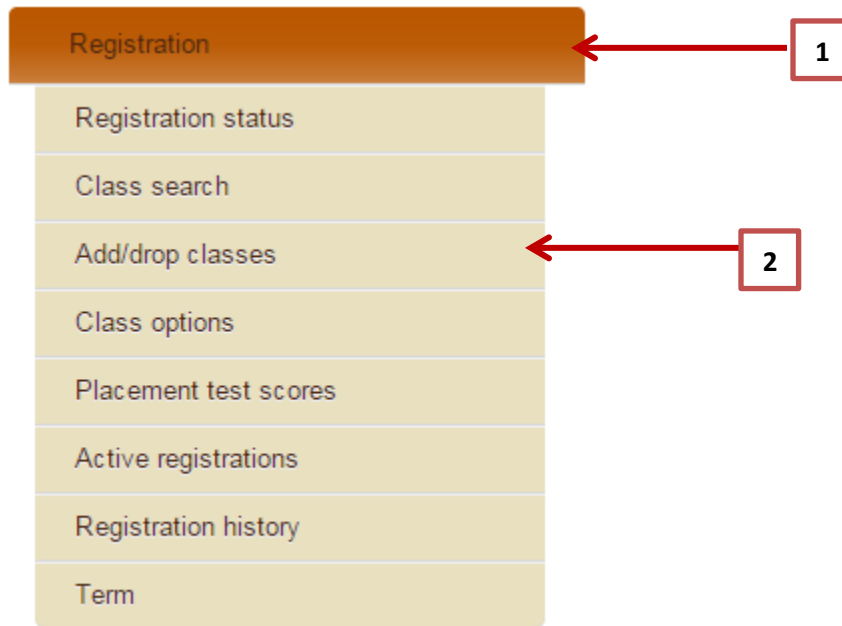 Registration
1
Registration status
Class search
Add/drop classes
2
Class options
Placement test scores
Active registrations
Registration history
Term